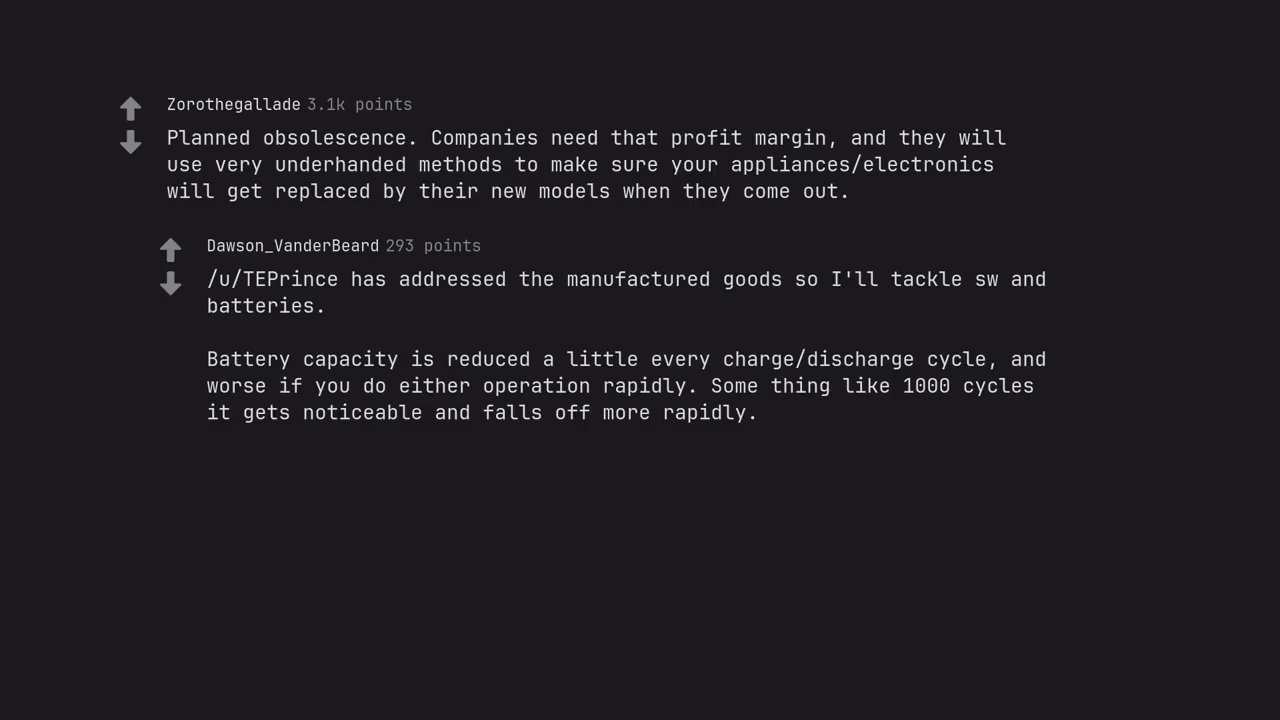 Zorothegallade 3.1k points
Planned obsolescence. Companies need that profit margin, and they will
use very underhanded methods to make sure your appliances/electronics
will get replaced by their new models when they come out.
Dawson_VanderBeard 293 points
/u/TEPrince has addressed the manufactured goods so I'll tackle sw and
batteries.
Battery capacity is reduced a little every charge/discharge cycle, and
worse if you do either operation rapidly. Some thing like 1000 cycles
it gets noticeable and falls off more rapidly.